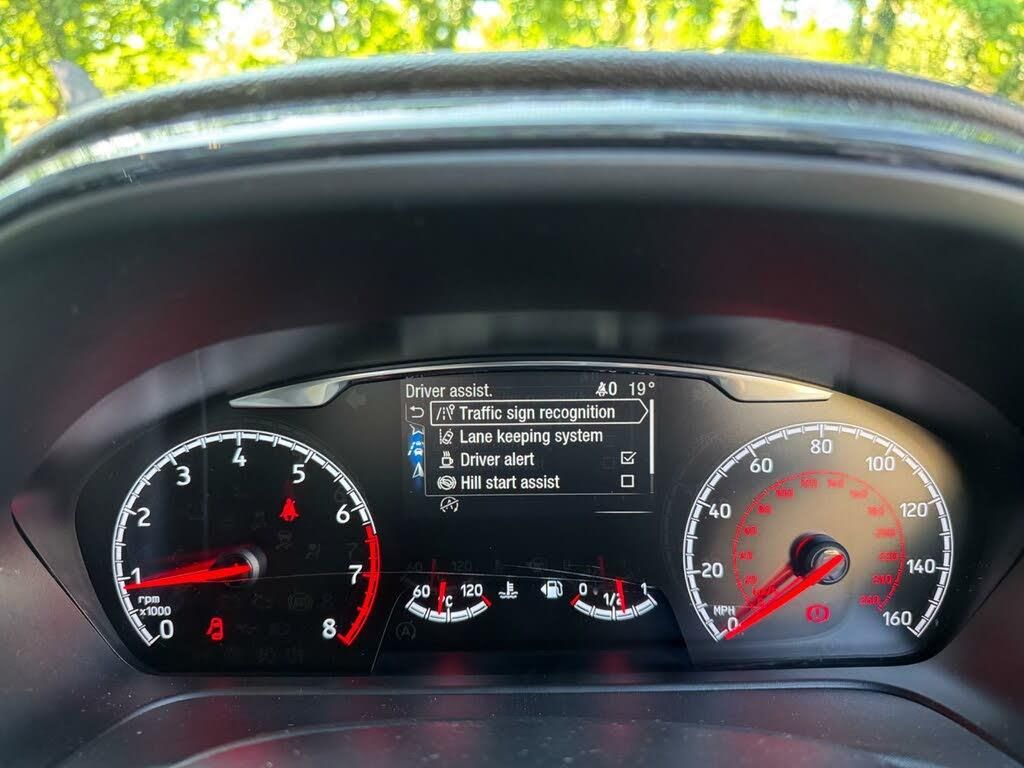 Driver assist.
0 19°
Traffic sign recognition
Lane keeping system
Driver alert
Hill start assist
0 1 2 3 4 5 6 7 8
rpm
x1000
60 °C 120
0 1/2 1
0 20 40 60 80 100 120 140 160
MPH
260